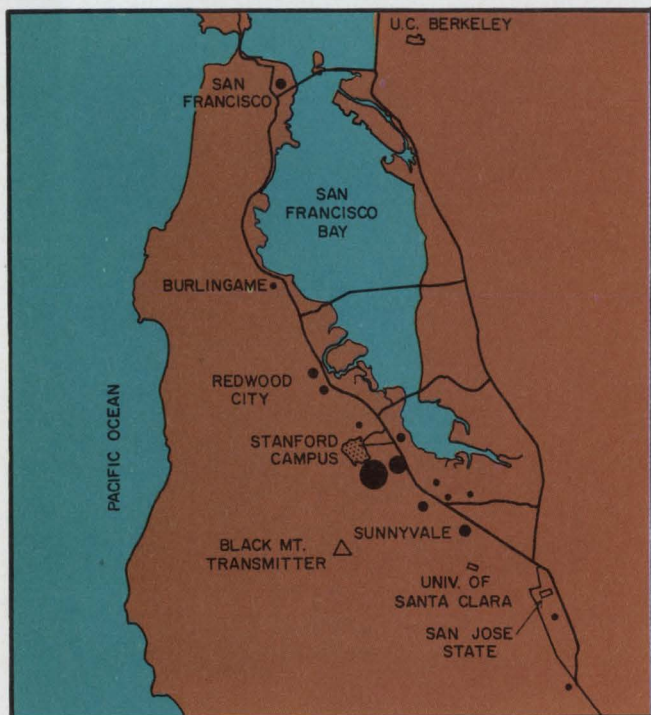 U.C. BERKELEY
SAN
FRANCISCO
SAN
FRANCISCO
BAY
BURLINGAME
REDWOOD
CITY
PACIFIC OCEAN
STANFORD
CAMPUS
BLACK MT.
TRANSMITTER
SUNNYVALE
UNIV. OF
SANTA CLARA
SAN JOSE
STATE